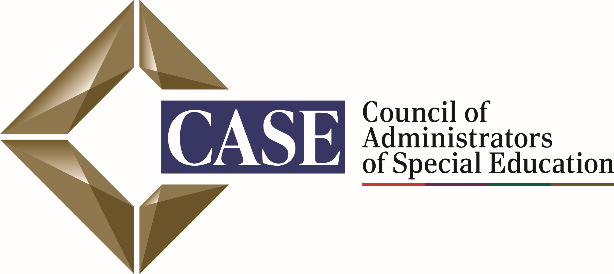 CASE
Council of
Administrators
of Special Education